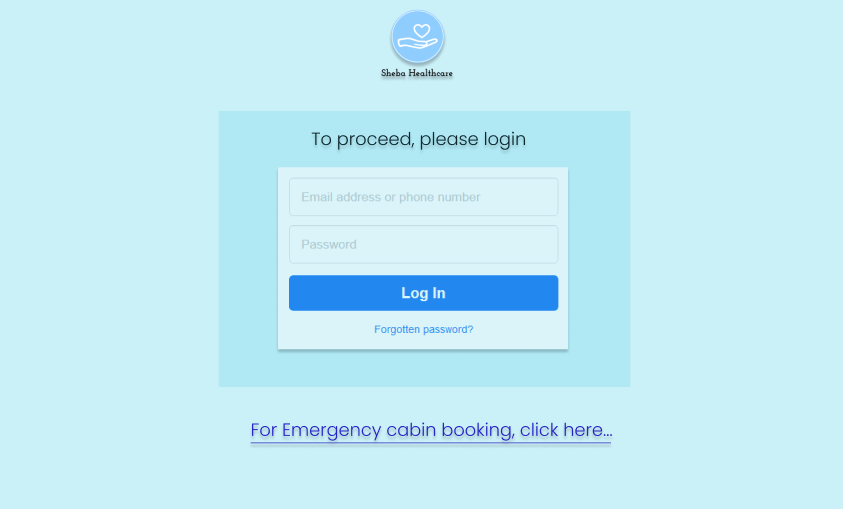 Sheba Healthcare
To proceed, please login
Email address or phone number
Password
Log In
Forgotten password?
For Emergency cabin booking, click here...